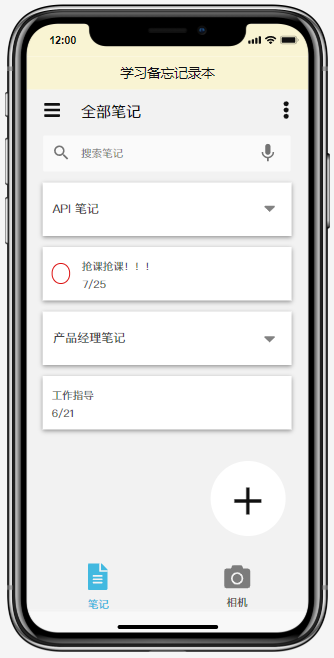 12:00
学习备忘记录本
全部笔记
搜索笔记
API 笔记
抢课抢课！！！
7/25
产品经理笔记
工作指导
6/21
笔记
相机